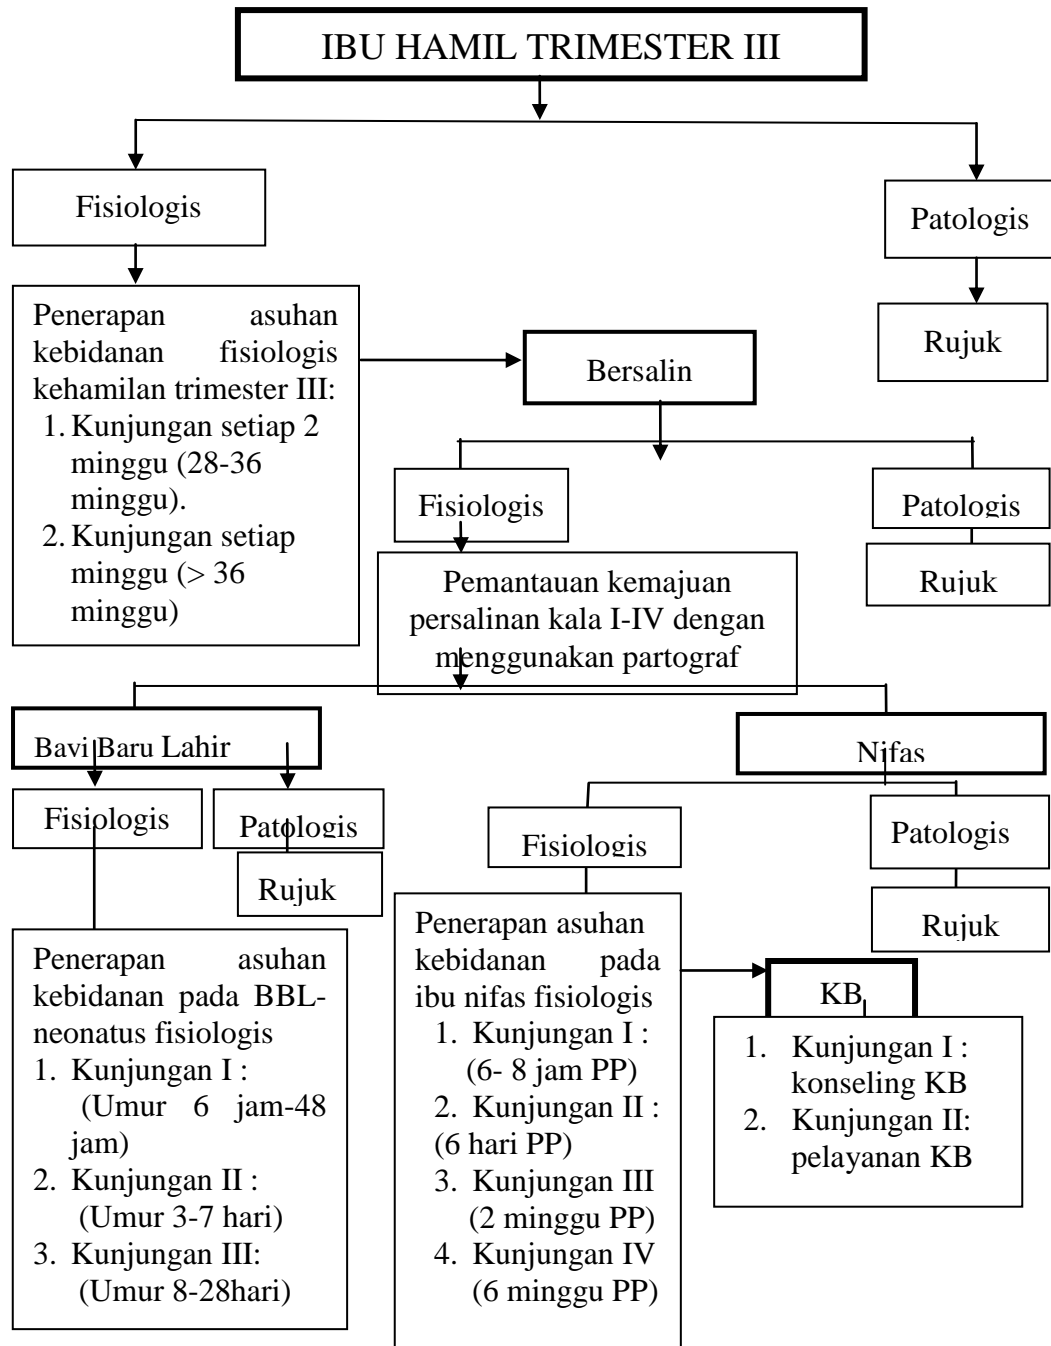 IBU HAMIL TRIMESTER III
Fisiologis
Patologis
Penerapan asuhan
kebidanan fisiologis
kehamilan trimester III:
1. Kunjungan setiap 2
minggu (28-36
minggu).
2. Kunjungan setiap
minggu (> 36
minggu)
Rujuk
Bersalin
Fisiologis
Patologis
Pemantauan kemajuan
persalinan kala I-IV dengan
menggunakan partograf
Rujuk
Bayi Baru Lahir
Nifas
Fisiologis
Patologis
Rujuk
Fisiologis
Patologis
Rujuk
Penerapan asuhan
kebidanan pada BBL-
neonatus fisiologis
1. Kunjungan I :
(Umur 6 jam-48
jam)
2. Kunjungan II :
(Umur 3-7 hari)
3. Kunjungan III:
(Umur 8-28hari)
Penerapan asuhan
kebidanan pada
ibu nifas fisiologis
1. Kunjungan I :
(6- 8 jam PP)
2. Kunjungan II :
(6 hari PP)
3. Kunjungan III
(2 minggu PP)
4. Kunjungan IV
(6 minggu PP)
KB
1. Kunjungan I :
konseling KB
2. Kunjungan II:
pelayanan KB